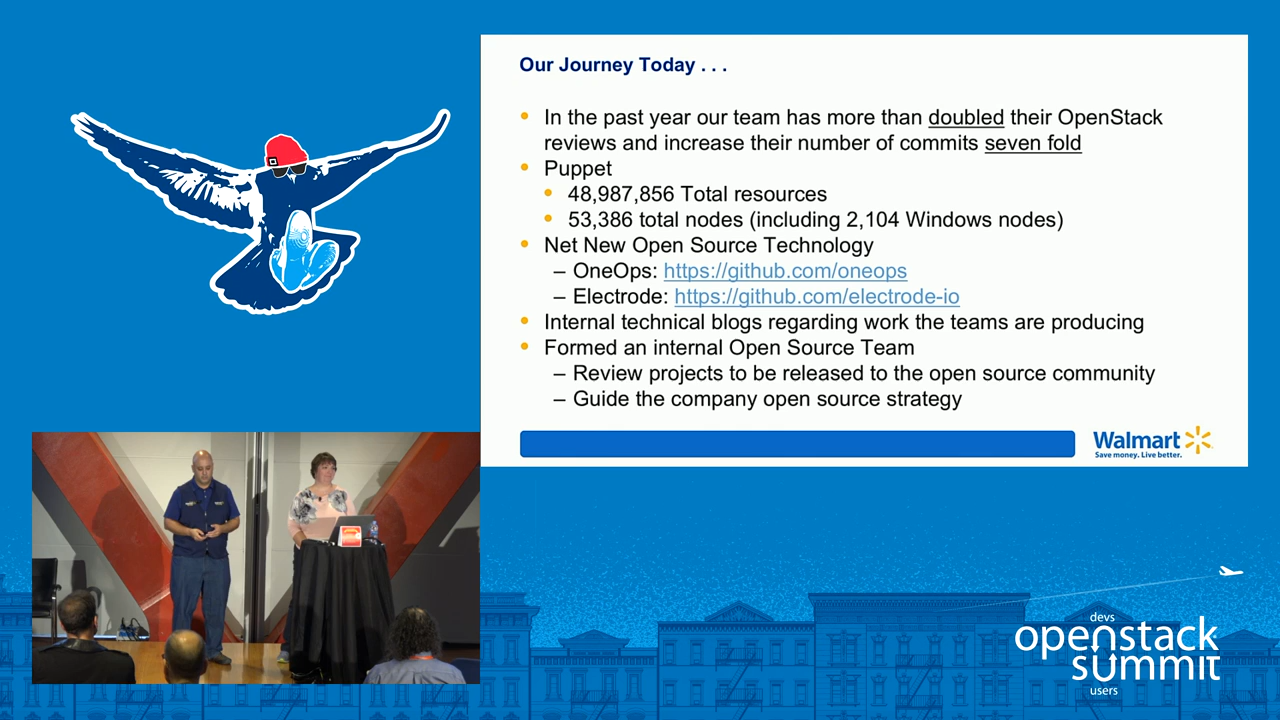 Our Journey Today . . .
• In the past year our team has more than doubled their OpenStack
reviews and increase their number of commits seven fold
• Puppet
• 48,987,856 Total resources
• 53,386 total nodes (including 2,104 Windows nodes)
• Net New Open Source Technology
– OneOps: https://github.com/oneops
– Electrode: https://github.com/electrode-io
• Internal technical blogs regarding work the teams are producing
• Formed an internal Open Source Team
– Review projects to be released to the open source community
– Guide the company open source strategy
Walmart
Save money. Live better.
devs
openstack
summit
users